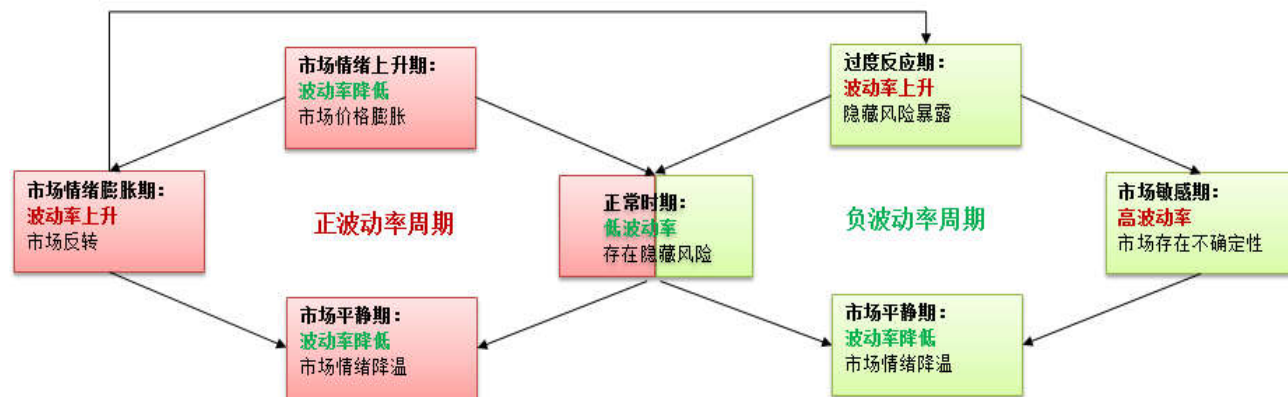 市场情绪上升期：
波动率降低
市场价格膨胀
过度反应期：
波动率上升
隐藏风险暴露
市场情绪膨胀期：
波动率上升
市场反转
正波动率周期
正常时期：
低波动率
存在隐藏风险
负波动率周期
市场敏感期：
高波动率
市场存在不确定性
市场平静期：
波动率降低
市场情绪降温
市场平静期：
波动率降低
市场情绪降温